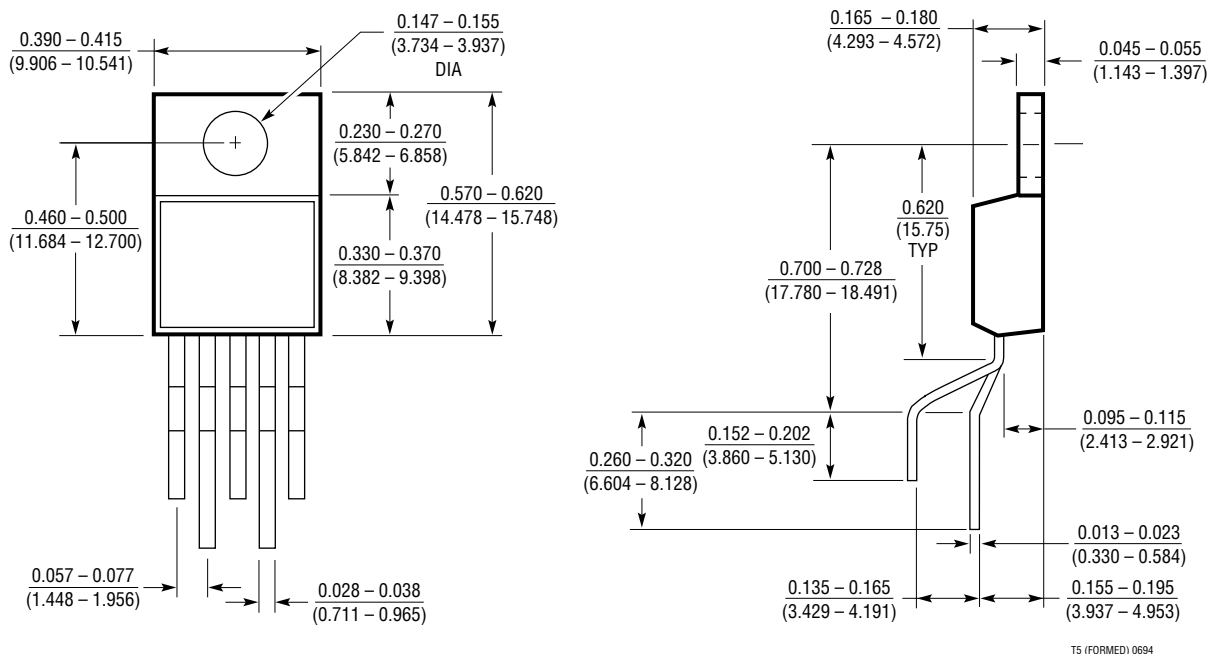 0.390 – 0.415
(9.906 – 10.541)
0.147 – 0.155
(3.734 – 3.937)
DIA
0.230 – 0.270
(5.842 – 6.858)
0.570 – 0.620
(14.478 – 15.748)
0.460 – 0.500
(11.684 – 12.700)
0.330 – 0.370
(8.382 – 9.398)
0.057 – 0.077
(1.448 – 1.956)
0.028 – 0.038
(0.711 – 0.965)
0.165 – 0.180
(4.293 – 4.572)
0.045 – 0.055
(1.143 – 1.397)
0.620
(15.75)
TYP
0.700 – 0.728
(17.780 – 18.491)
0.095 – 0.115
(2.413 – 2.921)
0.152 – 0.202
(3.860 – 5.130)
0.260 – 0.320
(6.604 – 8.128)
0.013 – 0.023
(0.330 – 0.584)
0.135 – 0.165
(3.429 – 4.191)
0.155 – 0.195
(3.937 – 4.953)
T5 (FORMED) 0694